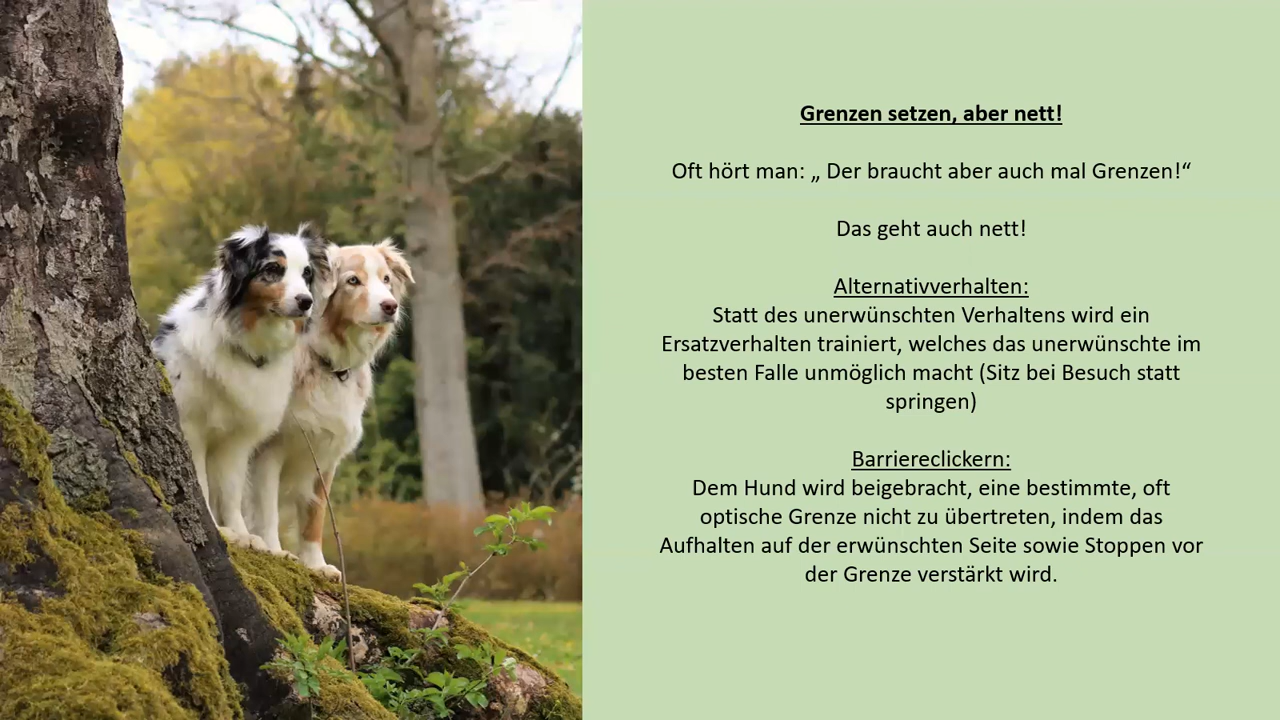 Grenzen setzen, aber nett!
Oft hört man: „ Der braucht aber auch mal Grenzen!“
Das geht auch nett!
Alternativverhalten:
Statt des unerwünschten Verhaltens wird ein
Ersatzverhalten trainiert, welches das unerwünschte im
besten Falle unmöglich macht (Sitz bei Besuch statt
springen)
Barriereclickern:
Dem Hund wird beigebracht, eine bestimmte, oft
optische Grenze nicht zu übertreten, indem das
Aufhalten auf der erwünschten Seite sowie Stoppen vor
der Grenze verstärkt wird.